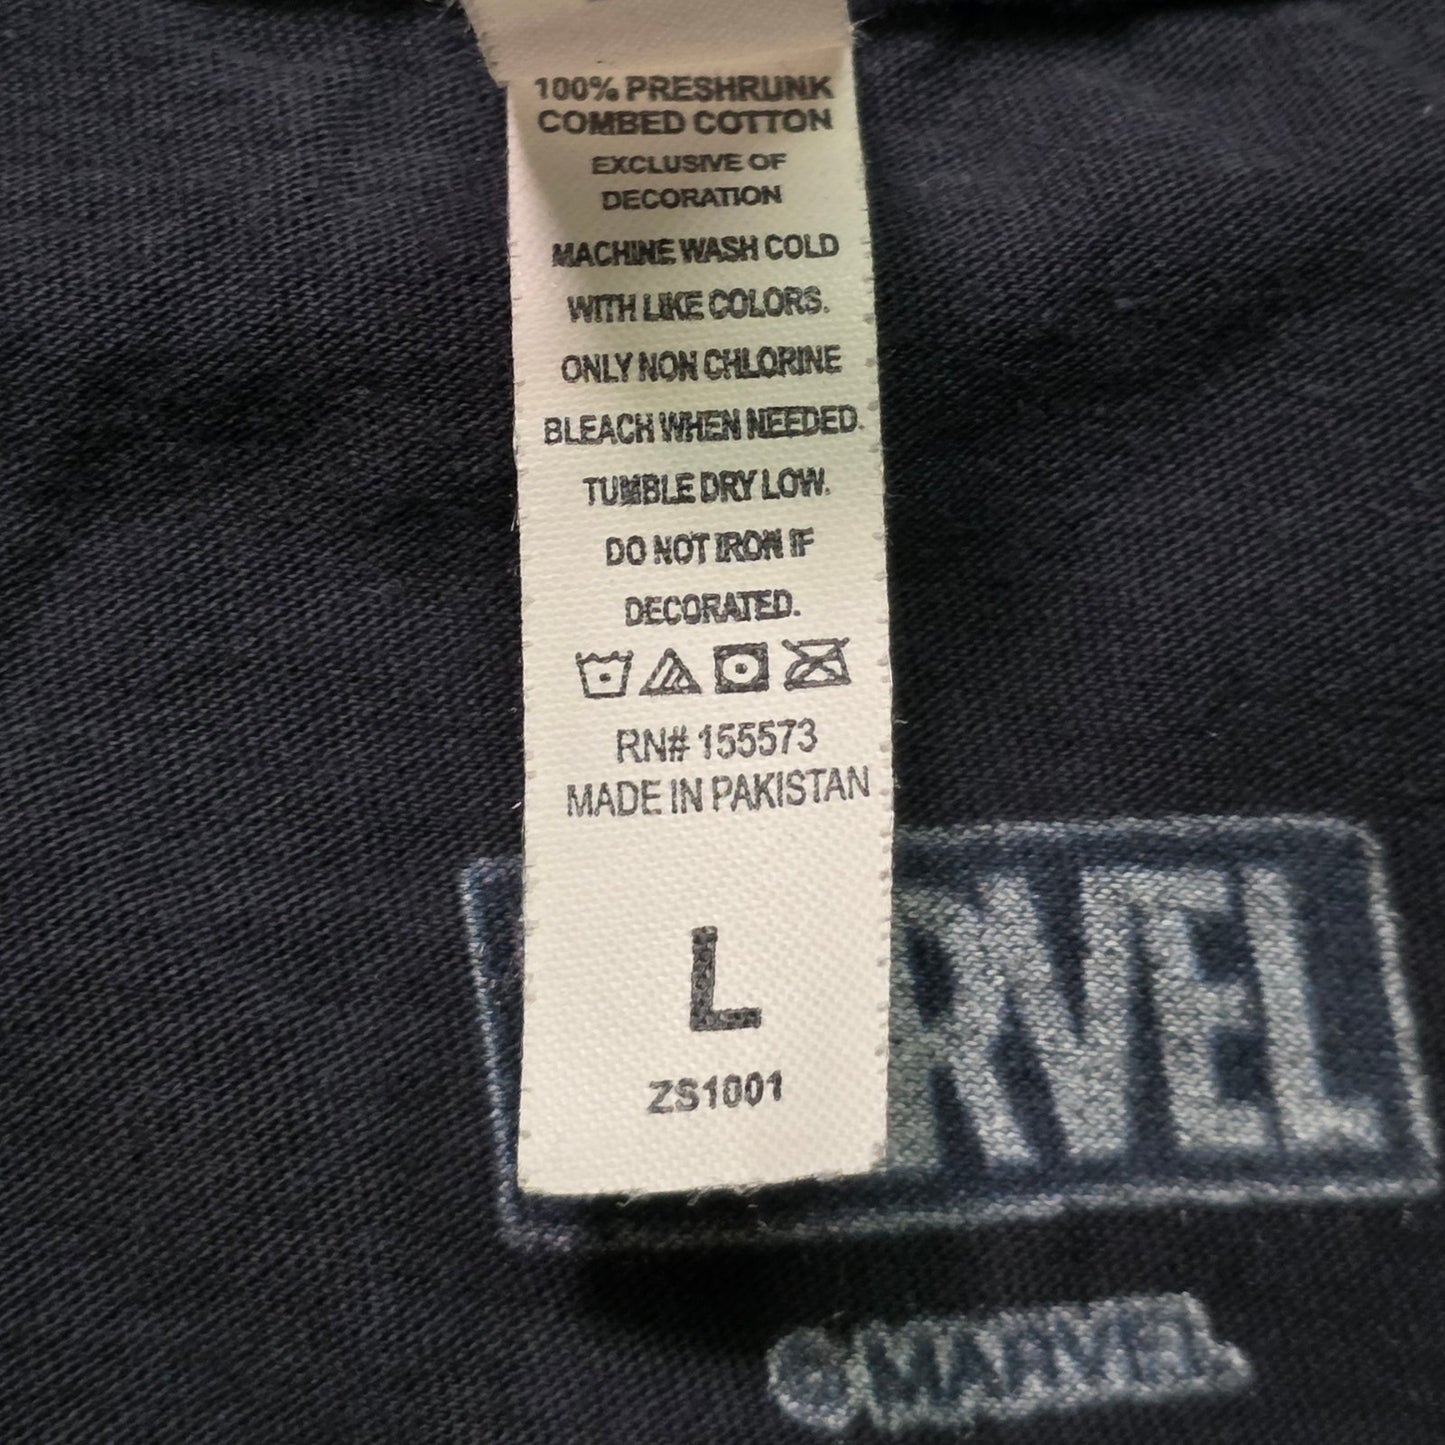 100% PRESHRUNK
COMBED COTTON
EXCLUSIVE OF
DECORATION
MACHINE WASH COLD
WITH LIKE COLORS.
ONLY NON CHLORINE
BLEACH WHEN NEEDED.
TUMBLE DRY LOW.
DO NOT IRON IF
DECORATED.
RN# 155573
MADE IN PAKISTAN
L
ZS1001
RVEL
© MARVEL